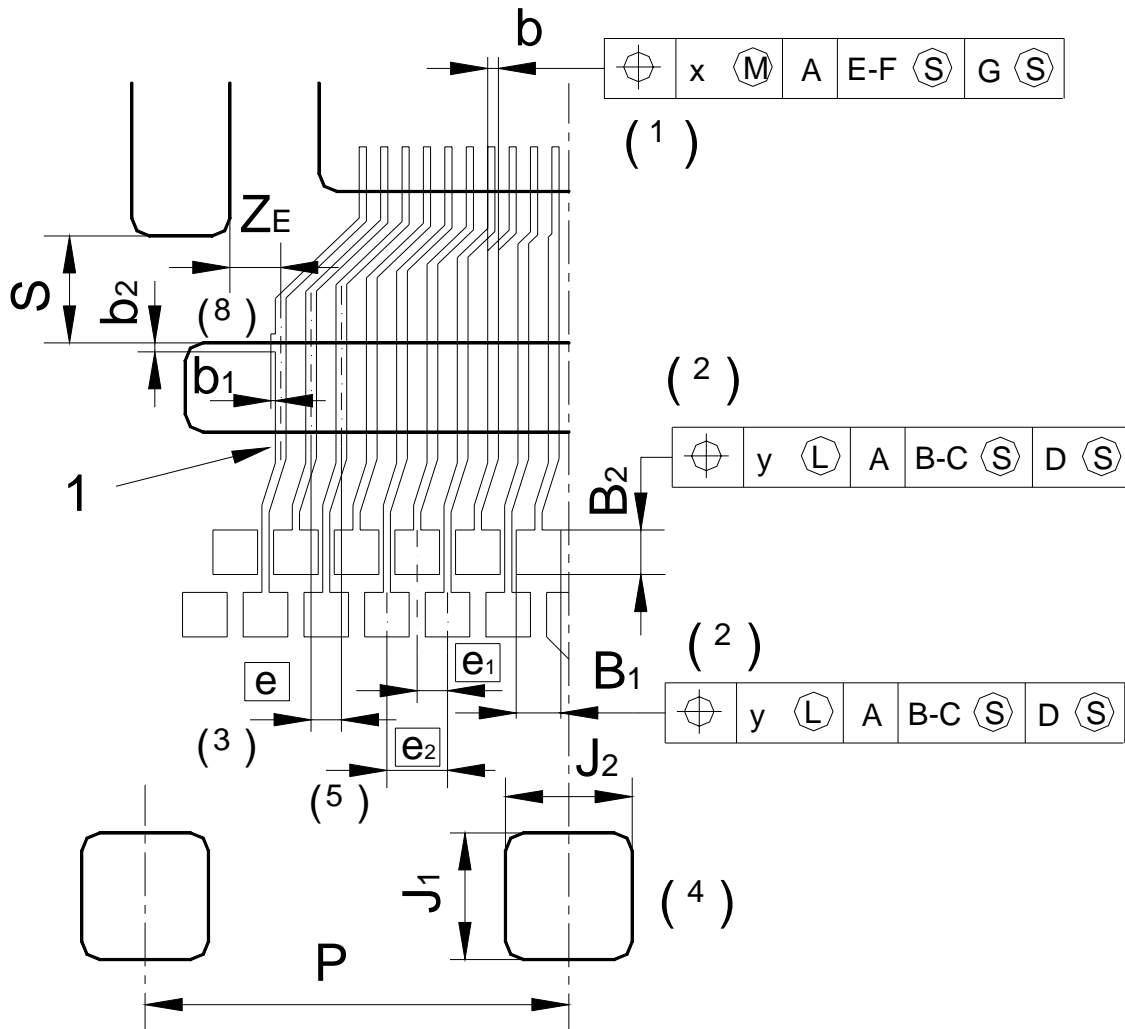 b
x Ⓜ A E-F Ⓢ G Ⓢ
(1)
ZE
S
b2
(8)
b1
(2)
y Ⓛ A B-C Ⓢ D Ⓢ
B2
1
(2)
e1
e
B1
y Ⓛ A B-C Ⓢ D Ⓢ
(3)
e2
J2
(5)
J1
(4)
P